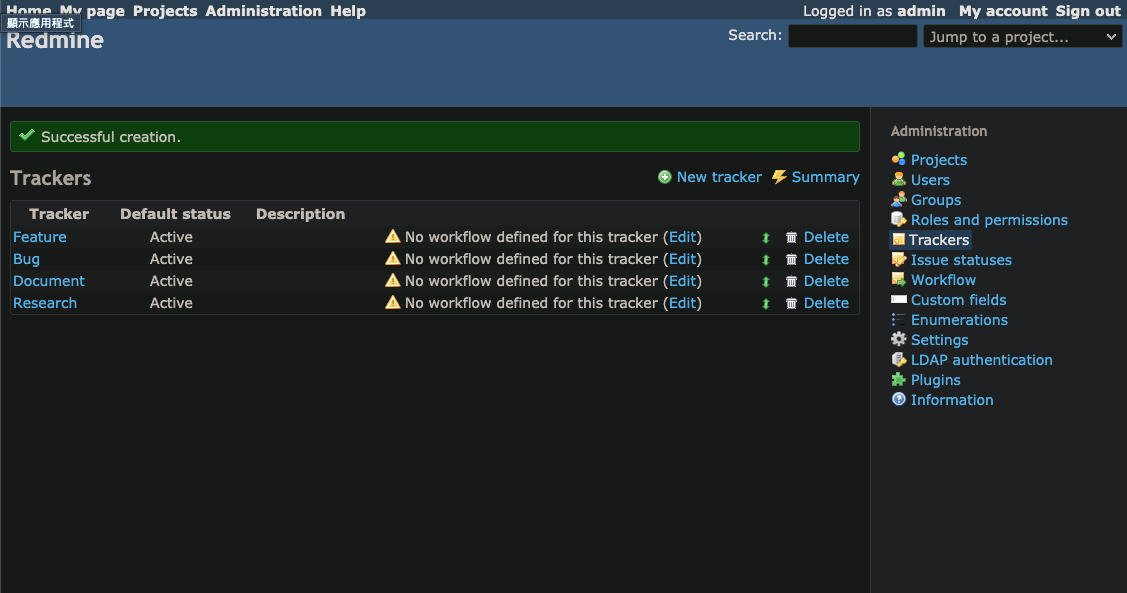 Home My page Projects Administration Help Logged in as admin My account Sign out
顯示應用程式
Redmine
Search: Jump to a project...
Successful creation.
Trackers New tracker Summary
Tracker Default status Description
Feature Active No workflow defined for this tracker (Edit) Delete
Bug Active No workflow defined for this tracker (Edit) Delete
Document Active No workflow defined for this tracker (Edit) Delete
Research Active No workflow defined for this tracker (Edit) Delete
Administration
Projects
Users
Groups
Roles and permissions
Trackers
Issue statuses
Workflow
Custom fields
Enumerations
Settings
LDAP authentication
Plugins
Information